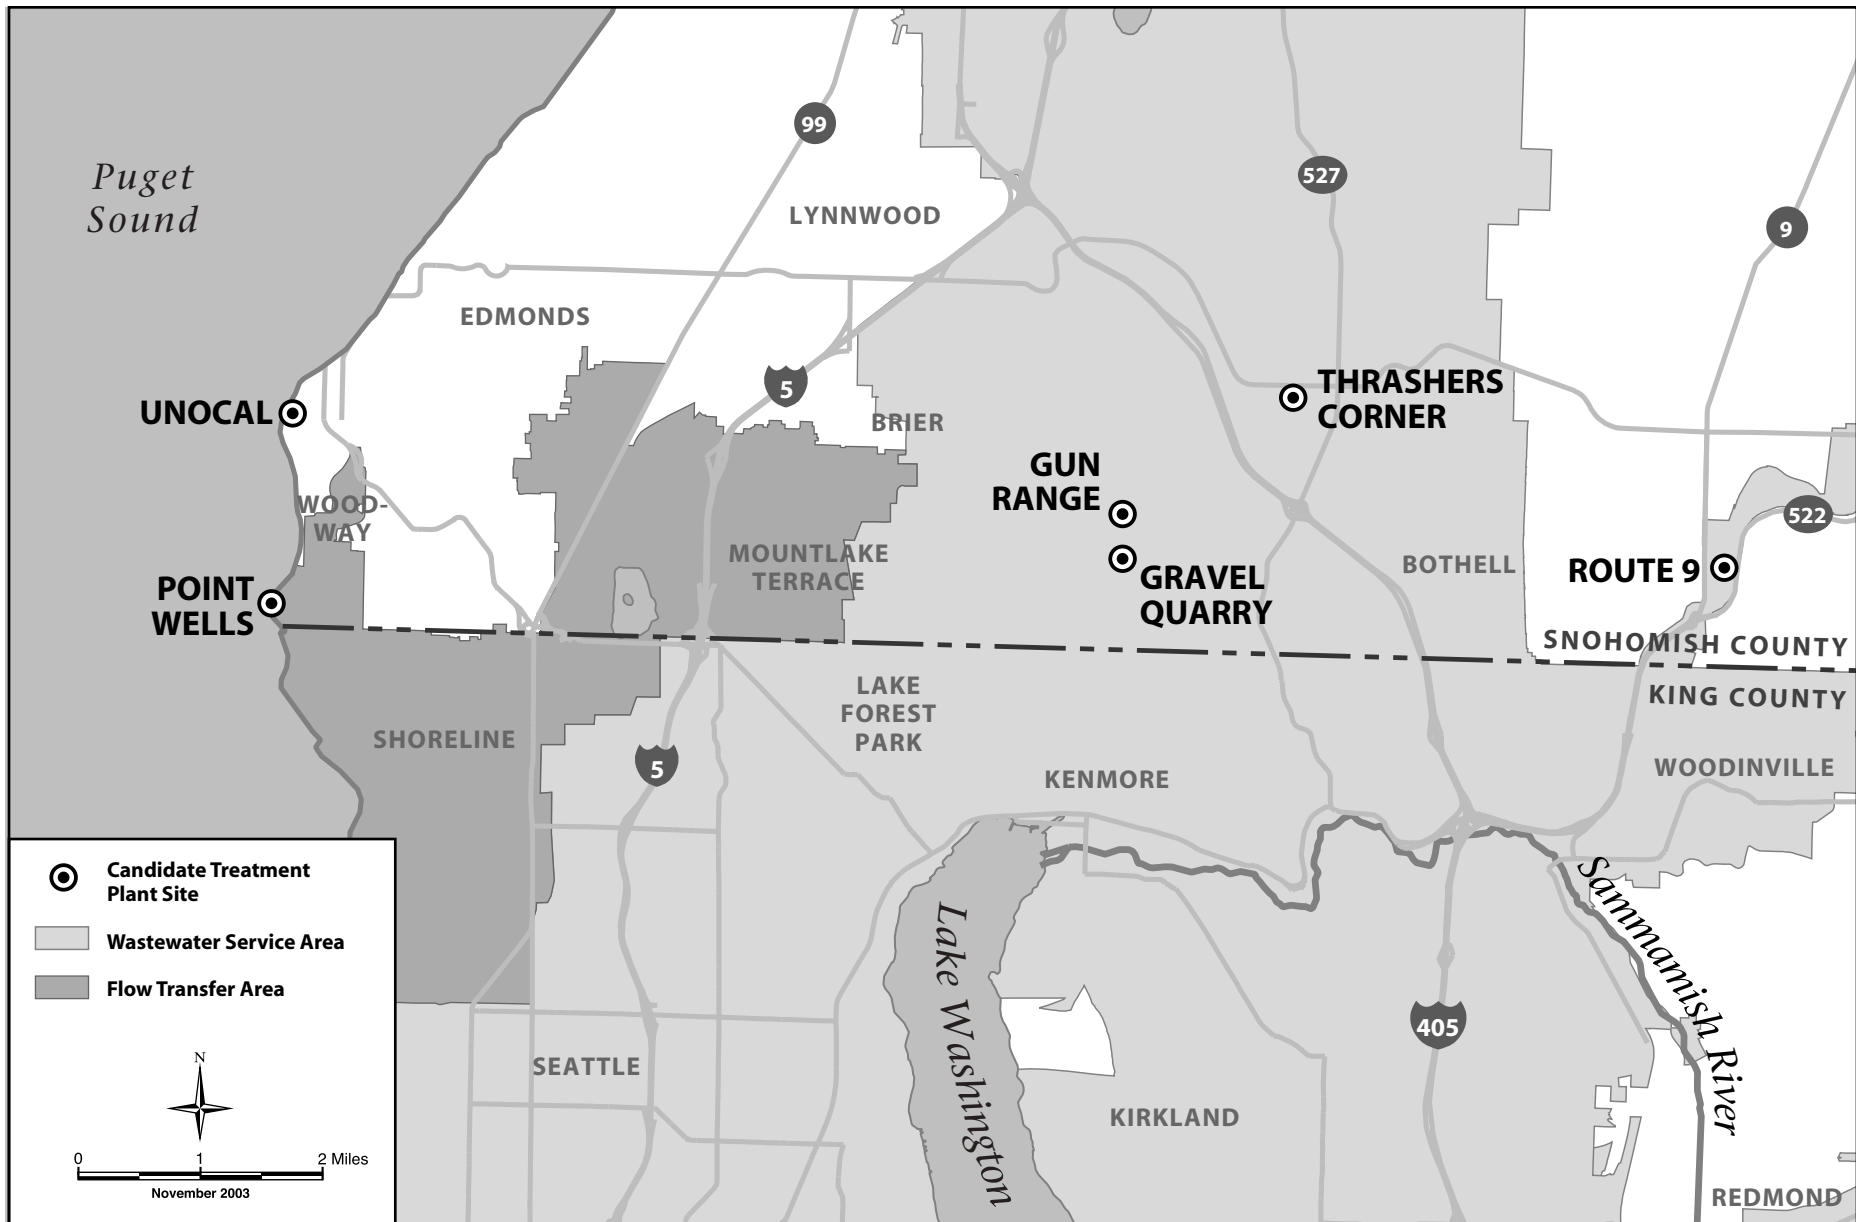 99
Puget
Sound
527
LYNNWOOD
9
EDMONDS
5
THRASHERS
CORNER
UNOCAL
BRIER
GUN
RANGE
WOOD-
WAY
522
MOUNTLAKE
TERRACE
BOTHELL
ROUTE 9
GRAVEL
QUARRY
POINT
WELLS
SNOHOMISH COUNTY
KING COUNTY
LAKE
FOREST
PARK
SHORELINE
5
KENMORE
WOODINVILLE
Candidate Treatment
Plant Site
Wastewater Service Area
Flow Transfer Area
Sammamish River
Lake Washington
405
SEATTLE
KIRKLAND
REDMOND
N
0 1 2 Miles
November 2003